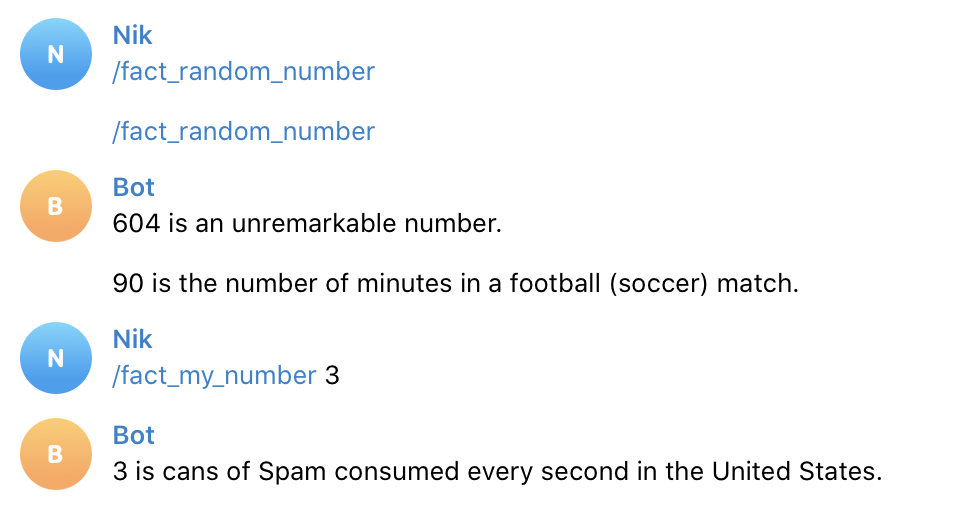 N
Nik
/fact_random_number
/fact_random_number
B
Bot
604 is an unremarkable number.
90 is the number of minutes in a football (soccer) match.
N
Nik
/fact_my_number 3
B
Bot
3 is cans of Spam consumed every second in the United States.